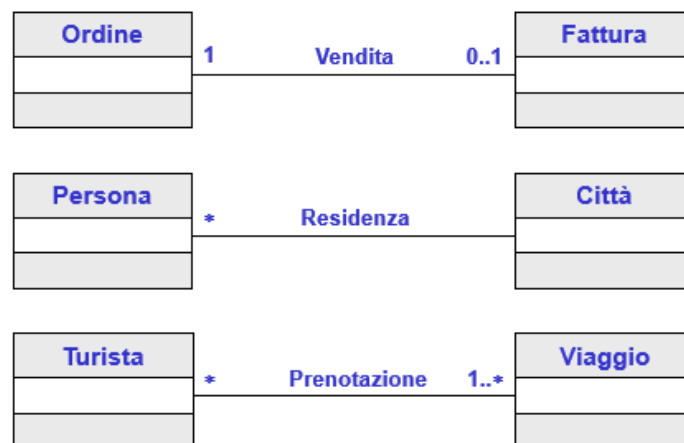 Ordine
Fattura
1 Vendita 0..1
Persona
Città
* Residenza
Turista
Viaggio
* Prenotazione 1..*